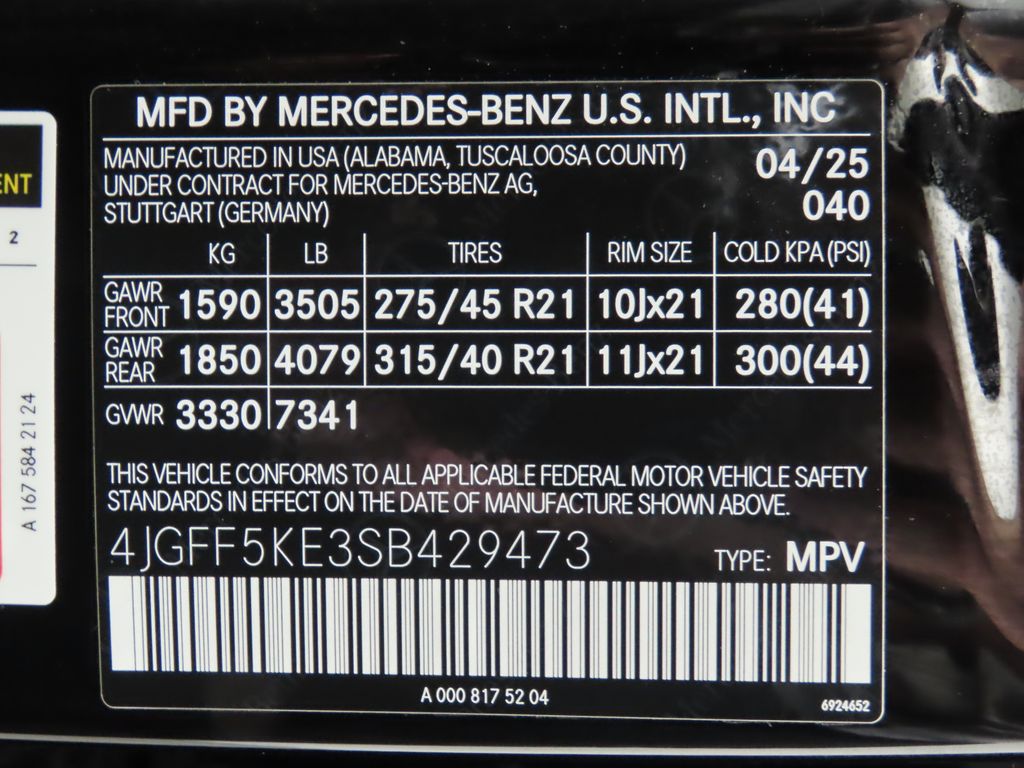 MFD BY MERCEDES-BENZ U.S. INTL., INC
MANUFACTURED IN USA (ALABAMA, TUSCALOOSA COUNTY) 04/25
UNDER CONTRACT FOR MERCEDES-BENZ AG,
STUTTGART (GERMANY) 040
KG LB TIRES RIM SIZE COLD KPA (PSI)
GAWR FRONT 1590 3505 275/45 R21 10Jx21 280(41)
GAWR REAR 1850 4079 315/40 R21 11Jx21 300(44)
GVWR 3330 7341
THIS VEHICLE CONFORMS TO ALL APPLICABLE FEDERAL MOTOR VEHICLE SAFETY
STANDARDS IN EFFECT ON THE DATE OF MANUFACTURE SHOWN ABOVE.
4JGFF5KE3SB429473 TYPE: MPV
A 000 817 52 04
6924652
ENT
2
A 167 584 21 24